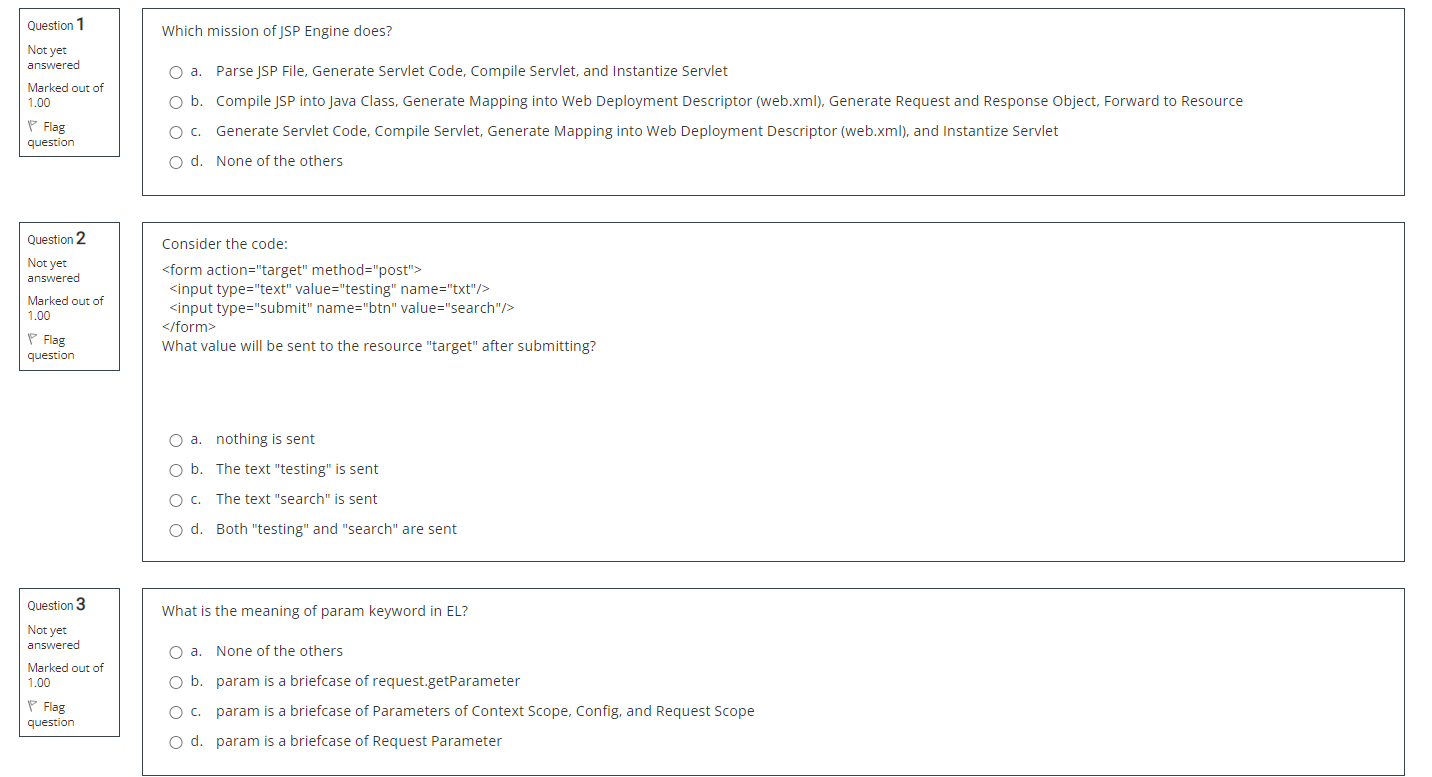 Question 1
Not yet
answered
Marked out of
1.00
Flag
question
Which mission of JSP Engine does?
a. Parse JSP File, Generate Servlet Code, Compile Servlet, and Instantize Servlet
b. Compile JSP into Java Class, Generate Mapping into Web Deployment Descriptor (web.xml), Generate Request and Response Object, Forward to Resource
c. Generate Servlet Code, Compile Servlet, Generate Mapping into Web Deployment Descriptor (web.xml), and Instantize Servlet
d. None of the others
Question 2
Not yet
answered
Marked out of
1.00
Flag
question
Consider the code:
<form action="target" method="post">
<input type="text" value="testing" name="txt"/>
<input type="submit" name="btn" value="search"/>
</form>
What value will be sent to the resource "target" after submitting?
a. nothing is sent
b. The text "testing" is sent
c. The text "search" is sent
d. Both "testing" and "search" are sent
Question 3
Not yet
answered
Marked out of
1.00
Flag
question
What is the meaning of param keyword in EL?
a. None of the others
b. param is a briefcase of request.getParameter
c. param is a briefcase of Parameters of Context Scope, Config, and Request Scope
d. param is a briefcase of Request Parameter